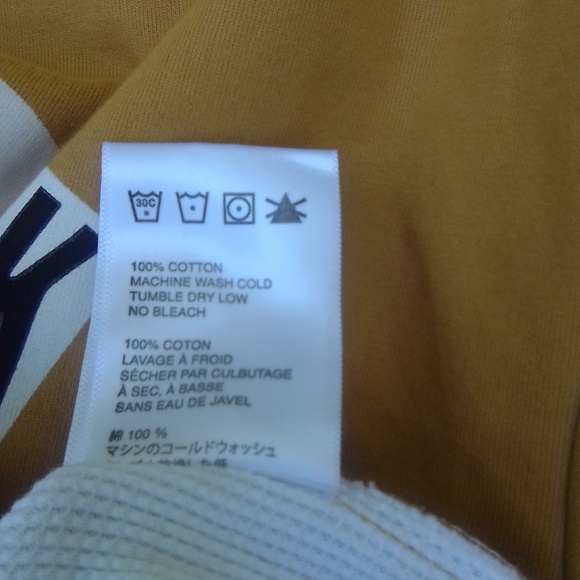 30C
100% COTTON
MACHINE WASH COLD
TUMBLE DRY LOW
NO BLEACH
100% COTON
LAVAGE À FROID
SÉCHER PAR CULBUTAGE
À SEC, À BASSE
SANS EAU DE JAVEL
綿 100 %
マシンのコールドウォッシュ